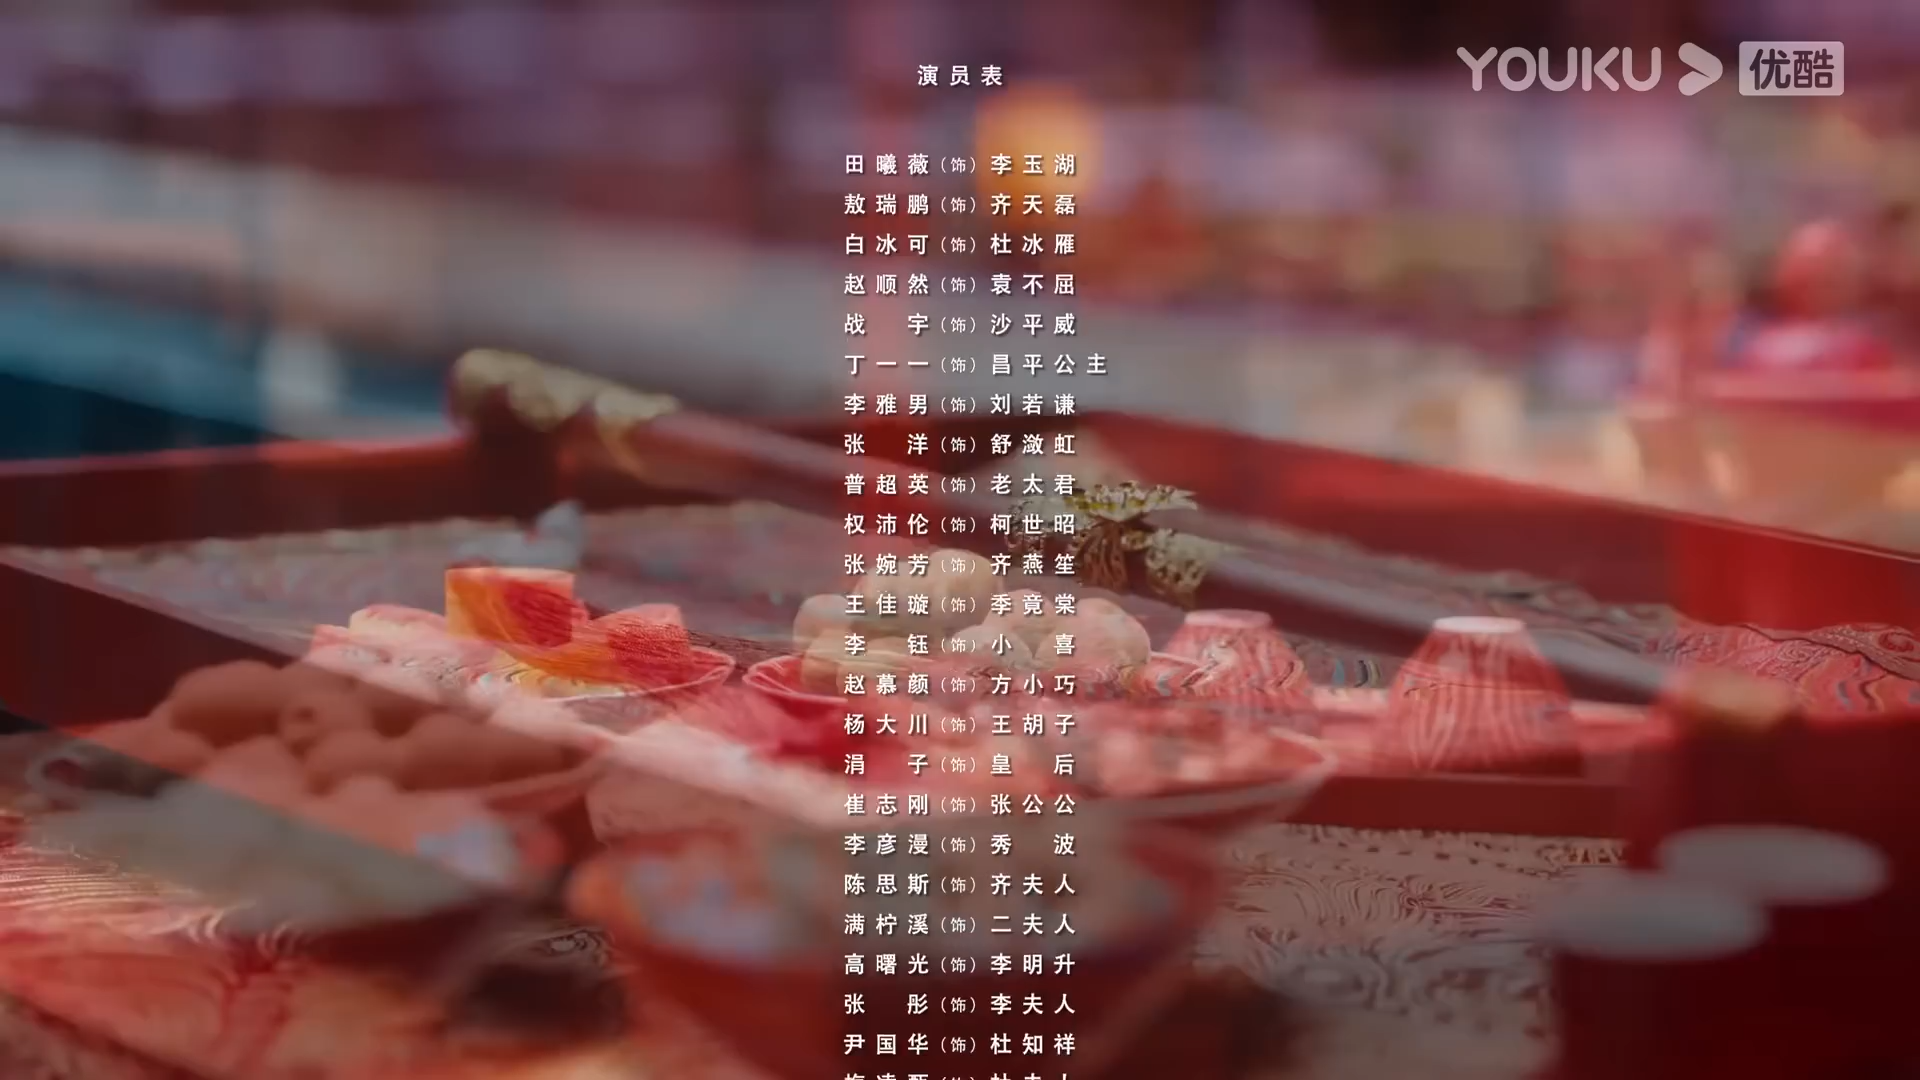 YOUKU 优酷
演员表
田曦薇（饰）李玉湖
敖瑞鹏（饰）齐天磊
白冰可（饰）杜冰雁
赵顺然（饰）袁不屈
战宇（饰）沙平威
丁一一（饰）昌平公主
李雅男（饰）刘若谦
张洋（饰）舒潋虹
普超英（饰）老太君
权沛伦（饰）柯世昭
张婉芳（饰）齐燕笙
王佳璇（饰）季竟棠
李钰（饰）小喜
赵慕颜（饰）方小巧
杨大川（饰）王胡子
涓子（饰）皇后
崔志刚（饰）张公公
李彦漫（饰）秀波
陈思斯（饰）齐夫人
满柠溪（饰）二夫人
高曙光（饰）李明升
张彤（饰）李夫人
尹国华（饰）杜知祥